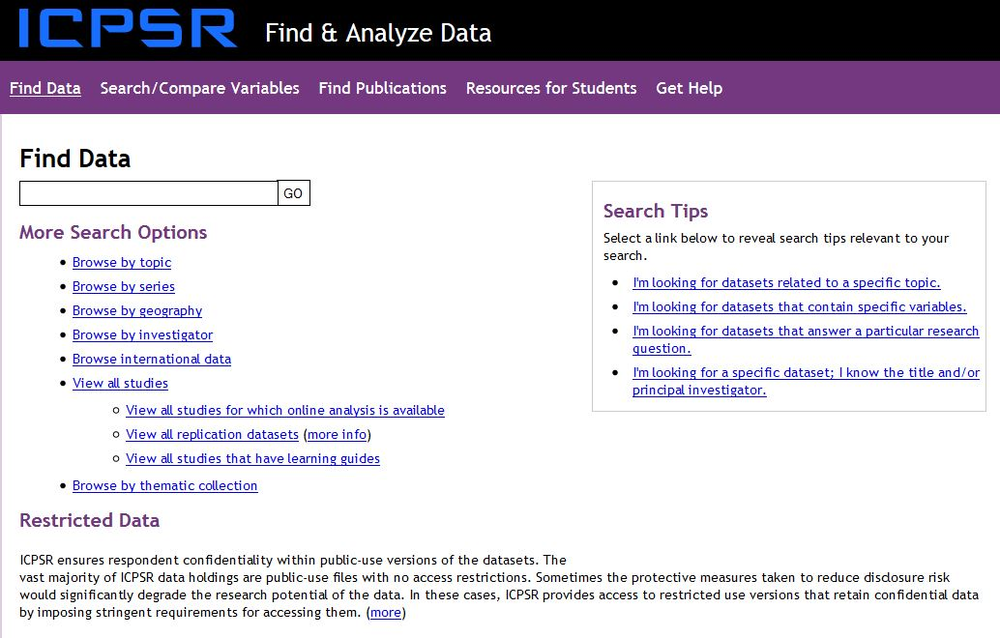 ICPSR Find & Analyze Data
Find Data Search/Compare Variables Find Publications Resources for Students Get Help
Find Data
GO
More Search Options
Browse by topic
Browse by series
Browse by geography
Browse by investigator
Browse international data
View all studies
View all studies for which online analysis is available
View all replication datasets (more info)
View all studies that have learning guides
Browse by thematic collection
Search Tips
Select a link below to reveal search tips relevant to your
search.
I'm looking for datasets related to a specific topic.
I'm looking for datasets that contain specific variables.
I'm looking for datasets that answer a particular research
question.
I'm looking for a specific dataset; I know the title and/or
principal investigator.
Restricted Data
ICPSR ensures respondent confidentiality within public-use versions of the datasets. The
vast majority of ICPSR data holdings are public-use files with no access restrictions. Sometimes the protective measures taken to reduce disclosure risk
would significantly degrade the research potential of the data. In these cases, ICPSR provides access to restricted use versions that retain confidential data
by imposing stringent requirements for accessing them. (more)